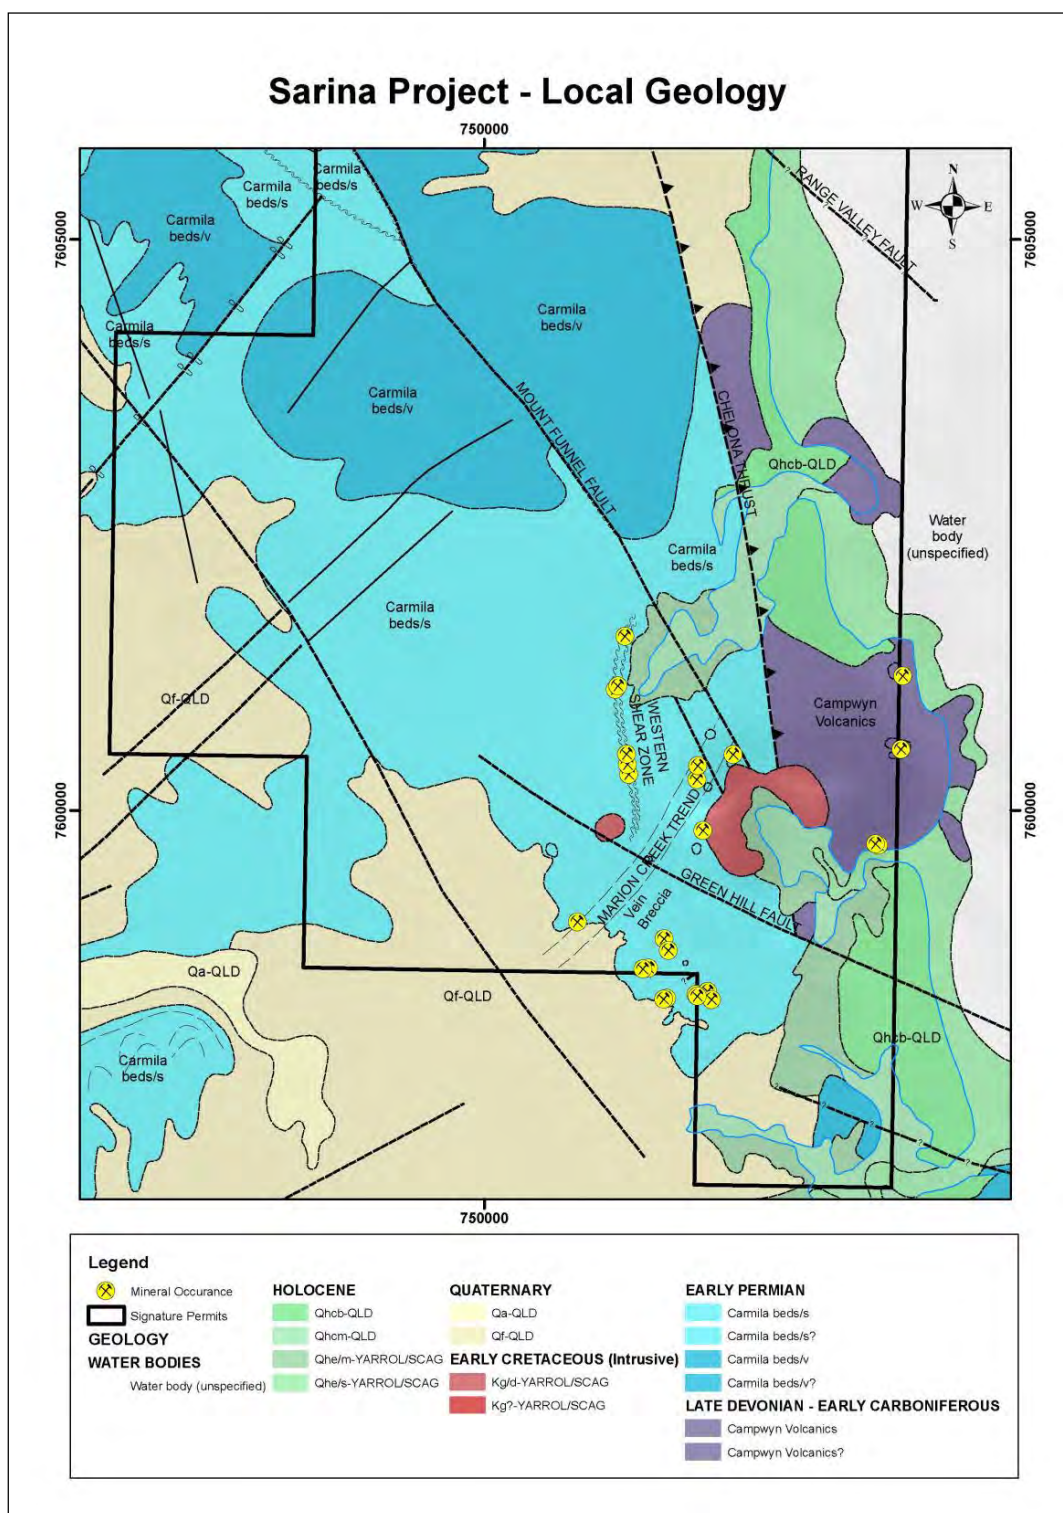 Sarina Project - Local Geology
750000
7605000
7605000
Carmila
beds/s
Carmila
beds/s
Carmila
beds/v
RANGE VALLEY FAULT
N
W
E
S
Carmila
beds/s
Carmila
beds/v
Carmila
beds/v
MOUNT FUNNEL FAULT
CHELONA THRUST
Qhcb-QLD
Water
body
(unspecified)
Carmila
beds/s
Carmila
beds/s
Qf-QLD
WESTERN
SHEAR ZONE
Campwyn
Volcanics
7600000
7600000
MARION CREEK TREND
Vein
Breccia
GREEN HILL FAULT
Qa-QLD
Qf-QLD
Qhcb-QLD
Carmila
beds/s
?
?
?
?
750000
Legend
Mineral Occurance
Signature Permits
GEOLOGY
WATER BODIES
Water body (unspecified)
HOLOCENE
Qhcb-QLD
Qhcm-QLD
Qhe/m-YARROL/SCAG
Qhe/s-YARROL/SCAG
QUATERNARY
Qa-QLD
Qf-QLD
EARLY CRETACEOUS (Intrusive)
Kg/d-YARROL/SCAG
Kg?-YARROL/SCAG
EARLY PERMIAN
Carmila beds/s
Carmila beds/s?
Carmila beds/v
Carmila beds/v?
LATE DEVONIAN - EARLY CARBONIFEROUS
Campwyn Volcanics
Campwyn Volcanics?